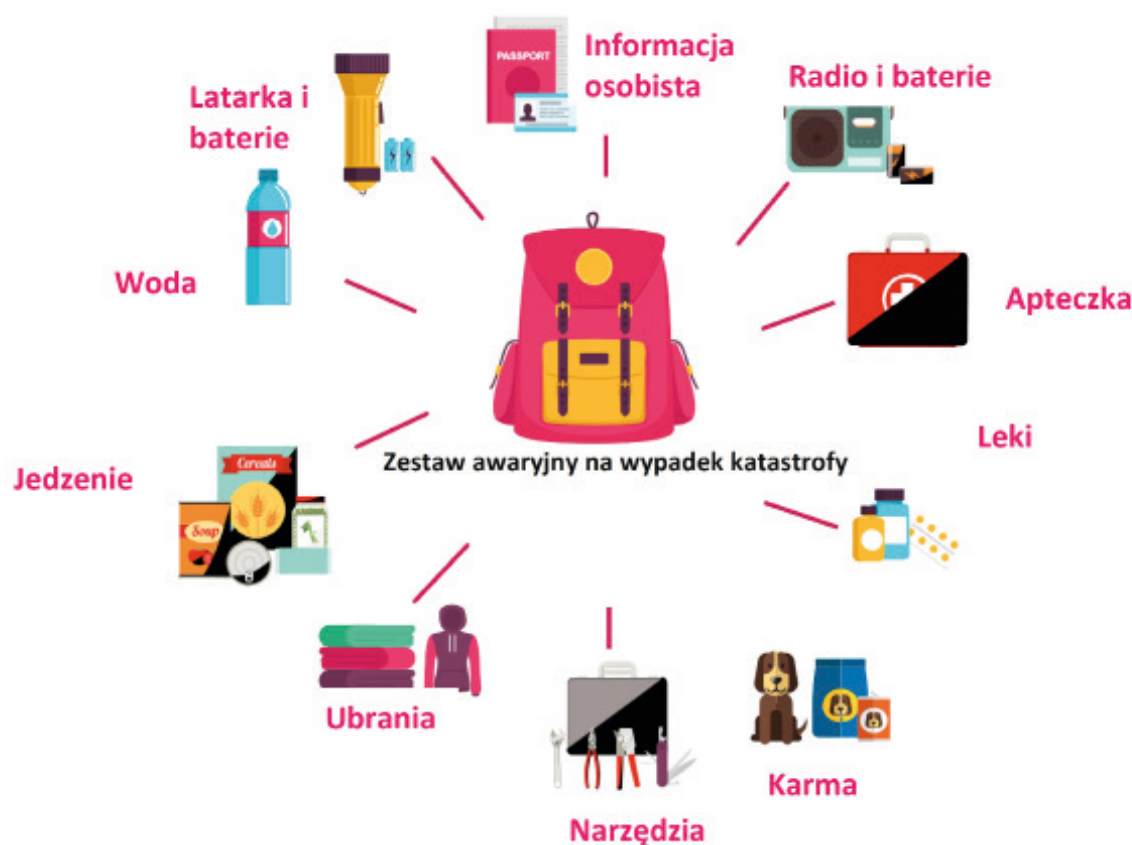 Informacja
osobista
PASSPORT
Radio i baterie
Latarka i
baterie
Woda
Apteczka
Leki
Zestaw awaryjny na wypadek katastrofy
Jedzenie
Cereals
Soup
Ubrania
Karma
Narzędzia